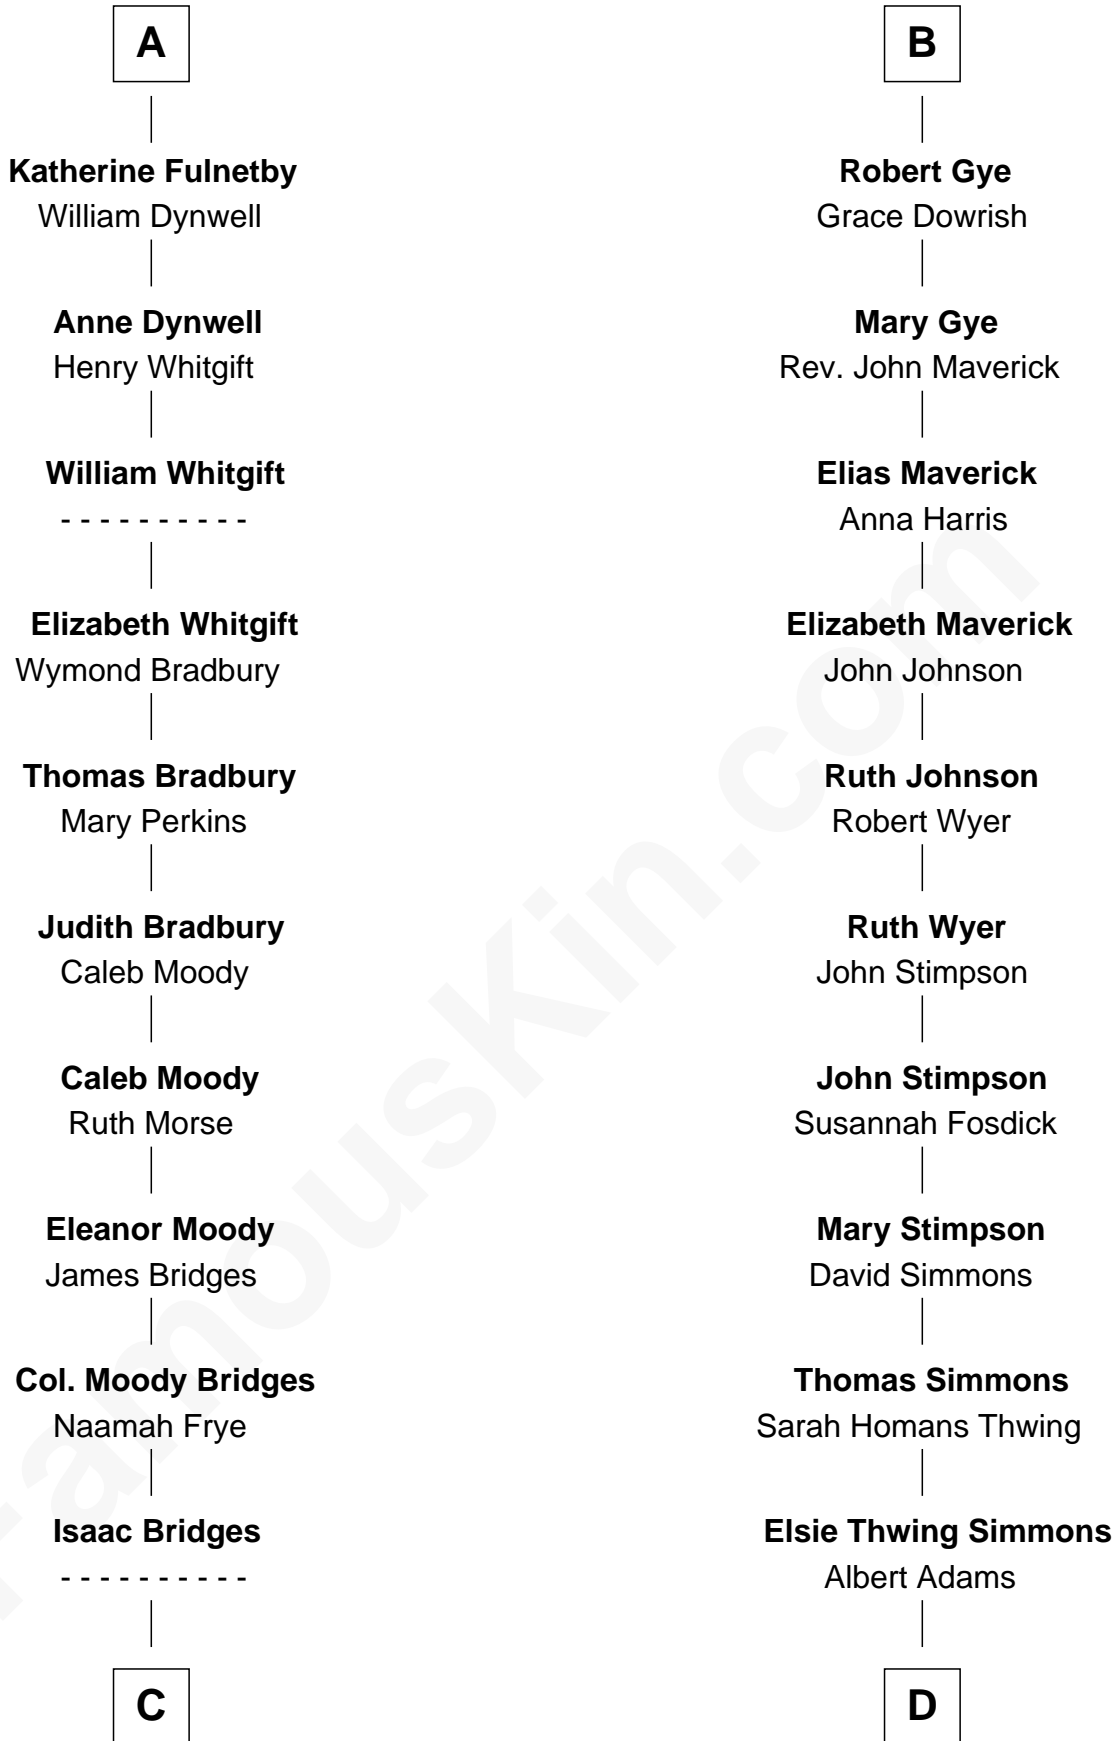 A
Katherine Fulnetby
William Dynwell
Anne Dynwell
Henry Whitgift
William Whitgift
- - - - - - - - - -
Elizabeth Whitgift
Wymond Bradbury
Thomas Bradbury
Mary Perkins
Judith Bradbury
Caleb Moody
Caleb Moody
Ruth Morse
Eleanor Moody
James Bridges
Col. Moody Bridges
Naamah Frye
Isaac Bridges
- - - - - - - - - -
C
B
Robert Gye
Grace Dowrish
Mary Gye
Rev. John Maverick
Elias Maverick
Anna Harris
Elizabeth Maverick
John Johnson
Ruth Johnson
Robert Wyer
Ruth Wyer
John Stimpson
John Stimpson
Susannah Fosdick
Mary Stimpson
David Simmons
Thomas Simmons
Sarah Homans Thwing
Elsie Thwing Simmons
Albert Adams
D
FamousKin.com